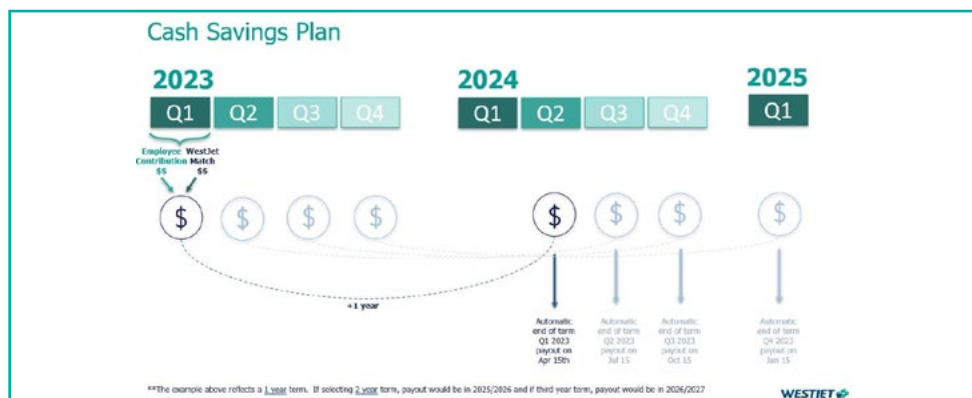 Cash Savings Plan
2023
2024
2025
Q1 Q2 Q3 Q4
Q1 Q2 Q3 Q4
Q1
Employee
Contribution
$$
WestJet
Match
$$
$ $ $ $ $ $ $ $
+1 year
Automatic
end of term
Q1 2023
payout on
Apr 15th
Automatic
end of term
Q2 2023
payout on
Jul 15
Automatic
end of term
Q3 2023
payout on
Oct 15
Automatic
end of term
Q4 2023
payout on
Jan 15
**The example above reflects a 1 year term. If selecting 2 year term, payout would be in 2025/2026 and if third year term, payout would be in 2026/2027
WESTJET